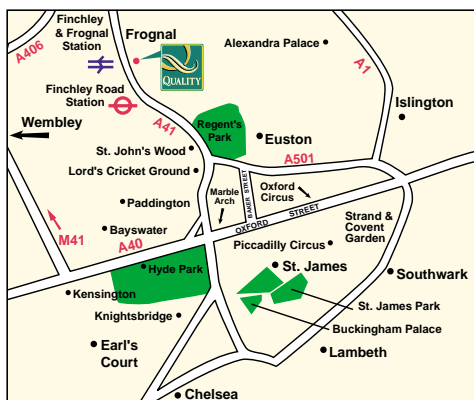 A406
Finchley
& Frognal
Station
Frognal
QUALITY
Alexandra Palace
A1
Finchley Road
Station
Islington
A41
Wembley
Regent's
Park
Euston
St. John's Wood
A501
Lord's Cricket Ground
BAKER STREET
Marble
Arch
Oxford
Circus
Paddington
OXFORD STREET
Strand &
Covent
Garden
M41
Bayswater
A40
Piccadilly Circus
Hyde Park
St. James
Southwark
Kensington
St. James Park
Knightsbridge
Buckingham Palace
Earl's
Court
Lambeth
Chelsea